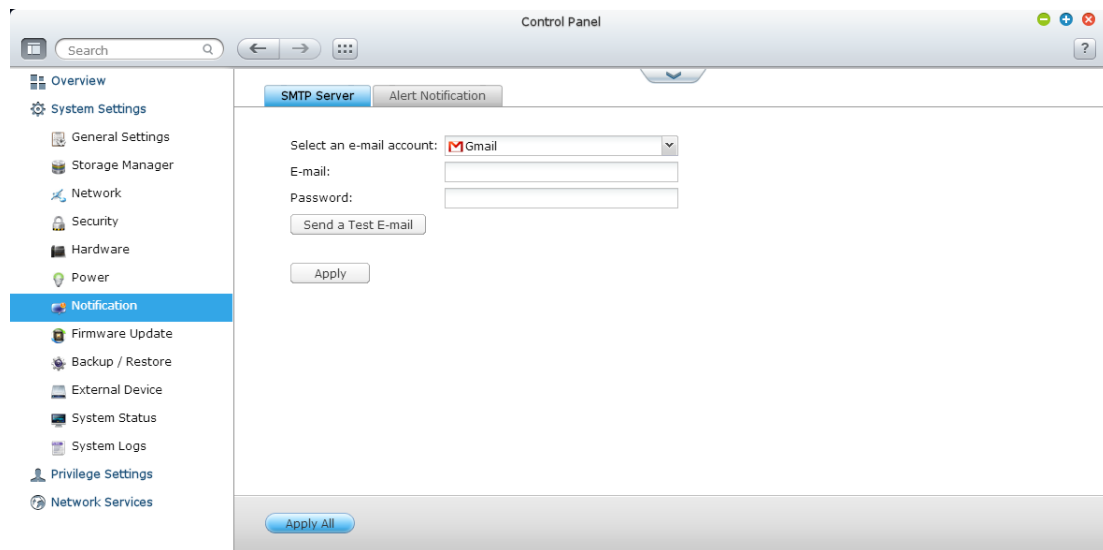 Control Panel
Search
?
Overview
System Settings
General Settings
Storage Manager
Network
Security
Hardware
Power
Notification
Firmware Update
Backup / Restore
External Device
System Status
System Logs
Privilege Settings
Network Services
SMTP Server
Alert Notification
Select an e-mail account: Gmail
E-mail:
Password:
Send a Test E-mail
Apply
Apply All